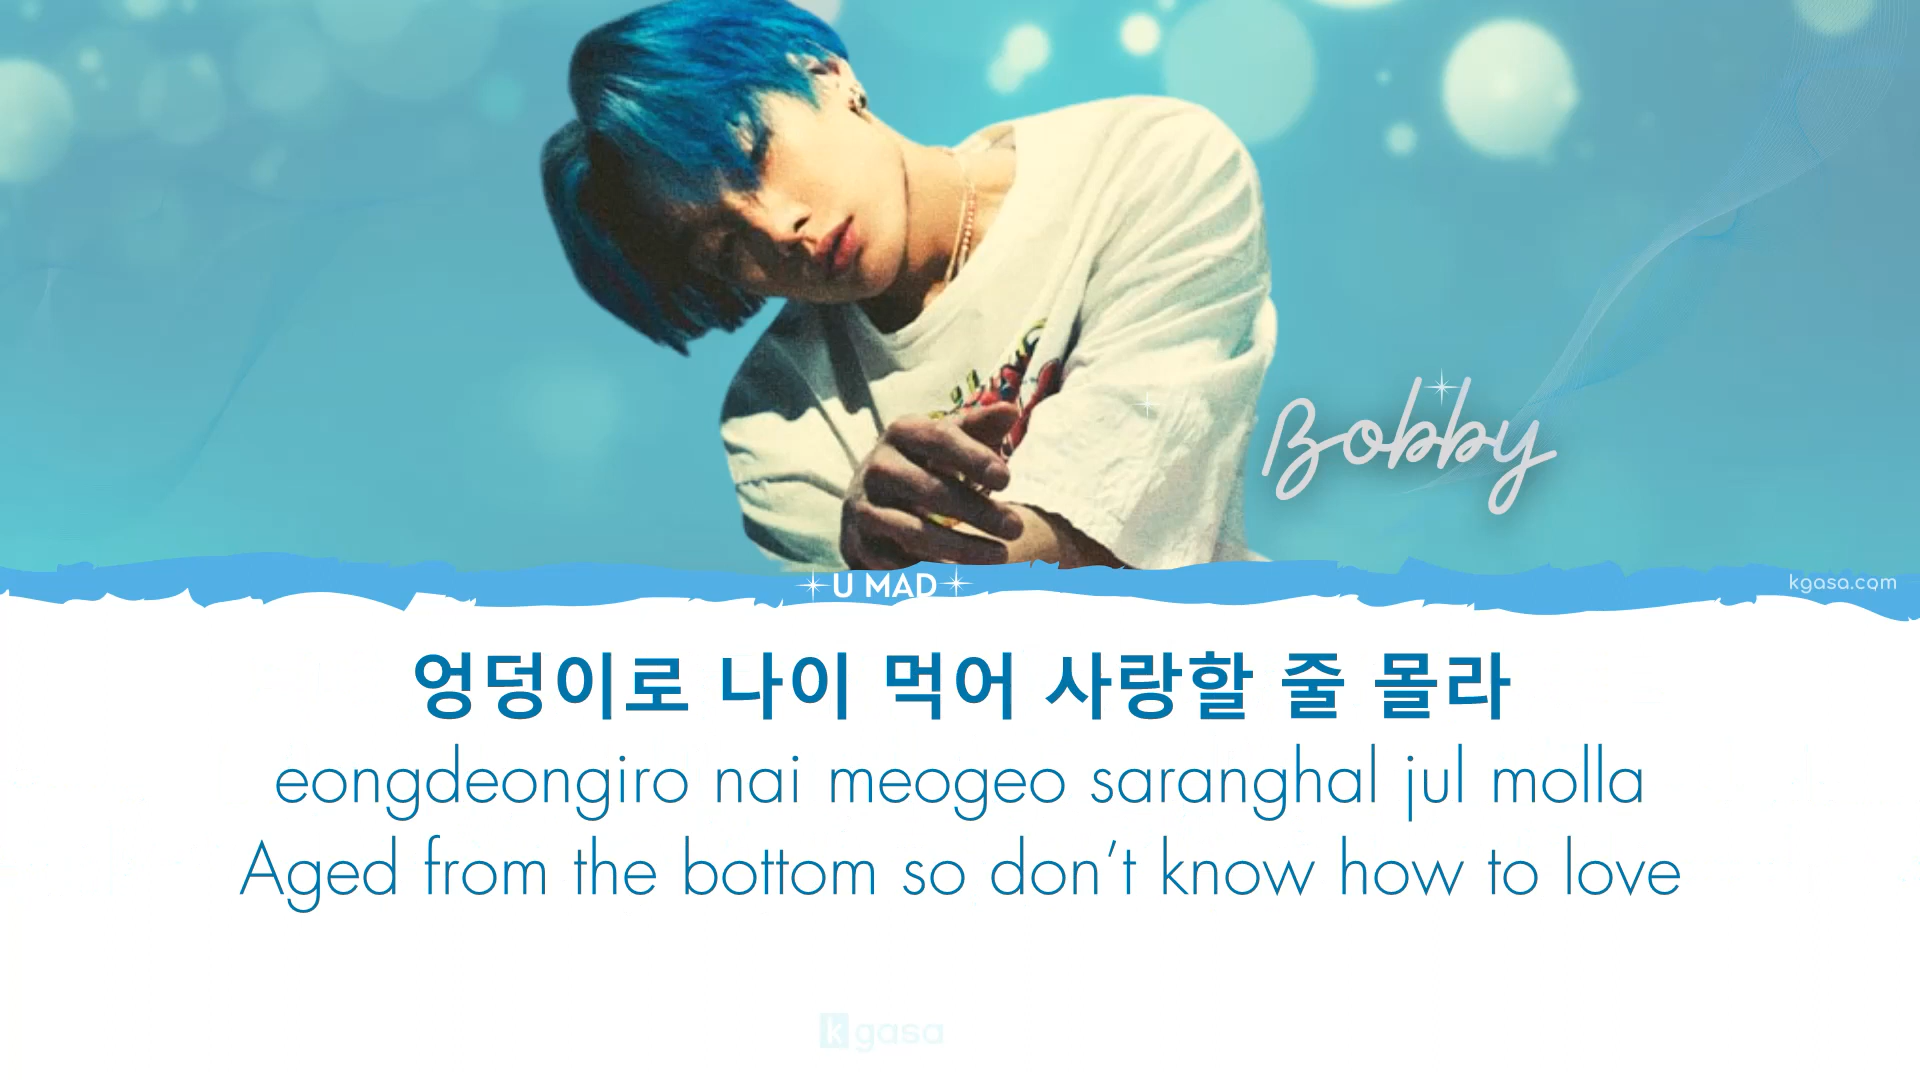 Bobby
U MAD
kgasa.com
엉덩이로 나이 먹어 사랑할 줄 몰라
eongdeongiro nai meogeo saranghal jul molla
Aged from the bottom so don't know how to love
kgasa